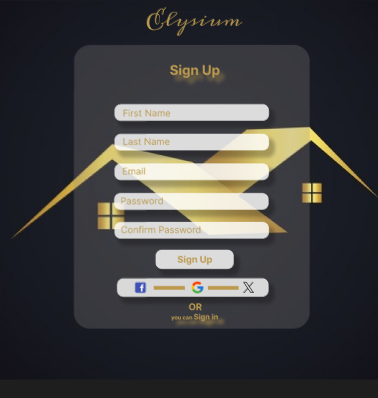 Elysium
Sign Up
First Name
Last Name
Email
Password
Confirm Password
Sign Up
OR
you can Sign in